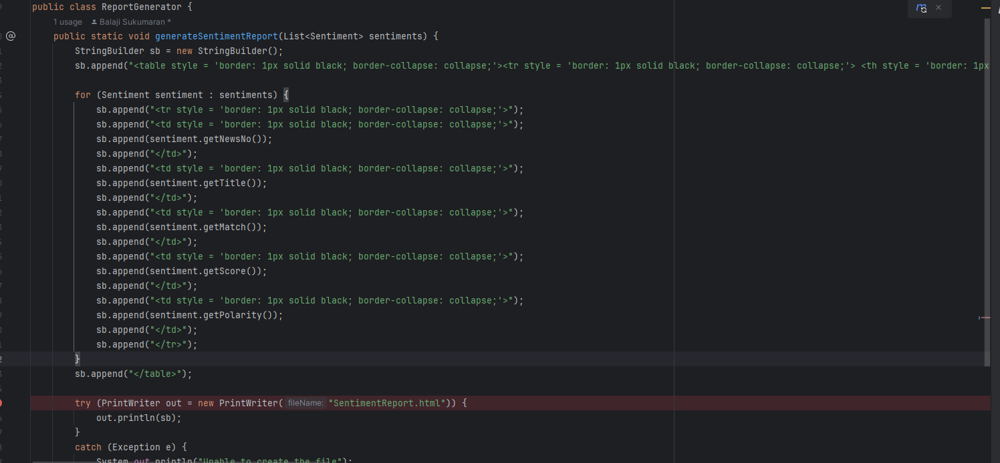 public class ReportGenerator {
1 usage Balaji Sukumaran *
public static void generateSentimentReport(List<Sentiment> sentiments) {
StringBuilder sb = new StringBuilder();
sb.append("<table style = 'border: 1px solid black; border-collapse: collapse;'><tr style = 'border: 1px solid black; border-collapse: collapse;'> <th style = 'border: 1px
for (Sentiment sentiment : sentiments) {
sb.append("<tr style = 'border: 1px solid black; border-collapse: collapse;'>");
sb.append("<td style = 'border: 1px solid black; border-collapse: collapse;'>");
sb.append(sentiment.getNewsNo());
sb.append("</td>");
sb.append("<td style = 'border: 1px solid black; border-collapse: collapse;'>");
sb.append(sentiment.getTitle());
sb.append("</td>");
sb.append("<td style = 'border: 1px solid black; border-collapse: collapse;'>");
sb.append(sentiment.getMatch());
sb.append("</td>");
sb.append("<td style = 'border: 1px solid black; border-collapse: collapse;'>");
sb.append(sentiment.getScore());
sb.append("</td>");
sb.append("<td style = 'border: 1px solid black; border-collapse: collapse;'>");
sb.append(sentiment.getPolarity());
sb.append("</td>");
sb.append("</tr>");
}
sb.append("</table>");
try (PrintWriter out = new PrintWriter( fileName: "SentimentReport.html")) {
out.println(sb);
}
catch (Exception e) {
System.out.println("Unable to create the file");